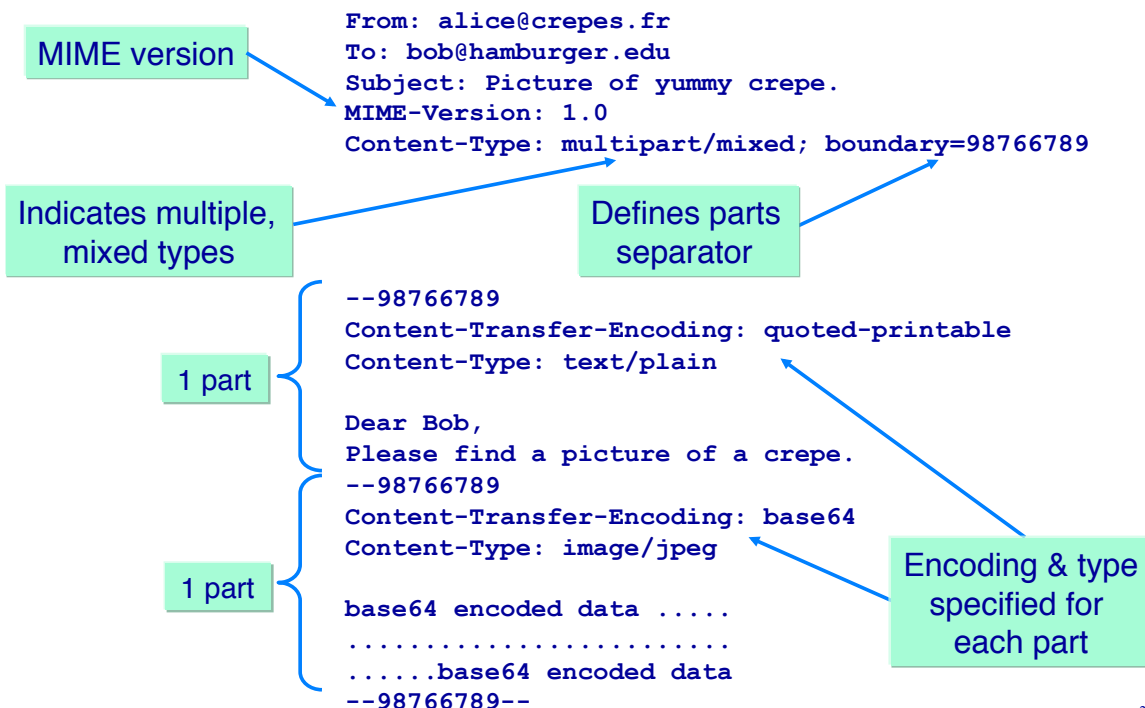 From: alice@crepes.fr
To: bob@hamburger.edu
Subject: Picture of yummy crepe.
MIME-Version: 1.0
Content-Type: multipart/mixed; boundary=98766789
MIME version
Indicates multiple,
mixed types
Defines parts
separator
--98766789
Content-Transfer-Encoding: quoted-printable
Content-Type: text/plain
1 part
Dear Bob,
Please find a picture of a crepe.
--98766789
Content-Transfer-Encoding: base64
Content-Type: image/jpeg
1 part
base64 encoded data .....
.........................
......base64 encoded data
--98766789--
Encoding & type
specified for
each part